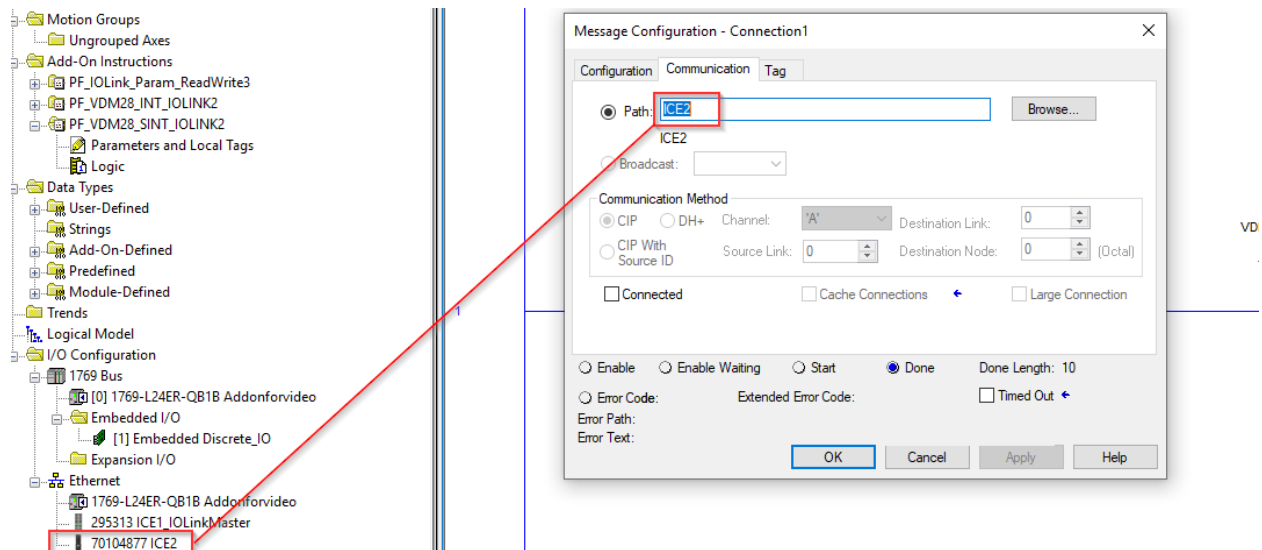 Motion Groups
Ungrouped Axes
Add-On Instructions
PF_IOLink_Param_ReadWrite3
PF_VDM28_INT_IOLINK2
PF_VDM28_SINT_IOLINK2
Parameters and Local Tags
Logic
Data Types
User-Defined
Strings
Add-On-Defined
Predefined
Module-Defined
Trends
Logical Model
I/O Configuration
1769 Bus
[0] 1769-L24ER-QB1B Addonforvideo
Embedded I/O
[1] Embedded Discrete_IO
Expansion I/O
Ethernet
1769-L24ER-QB1B Addonforvideo
295313 ICE1_IOLinkMaster
70104877 ICE2
1
Message Configuration - Connection1
Configuration Communication Tag
Path: ICE2 Browse...
ICE2
Broadcast:
Communication Method
CIP DH+ Channel: 'A' Destination Link: 0
CIP With Source ID Source Link: 0 Destination Node: 0 (Octal)
Connected Cache Connections Large Connection
Enable Enable Waiting Start Done Done Length: 10
Error Code: Extended Error Code: Timed Out
Error Path:
Error Text:
OK Cancel Apply Help
VD